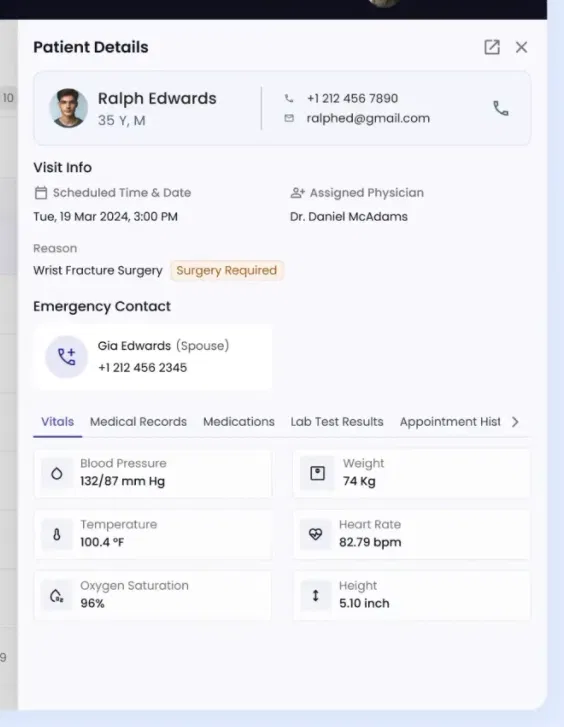 Patient Details
Ralph Edwards
35 Y, M
+1 212 456 7890
ralphed@gmail.com
Visit Info
Scheduled Time & Date
Tue, 19 Mar 2024, 3:00 PM
Assigned Physician
Dr. Daniel McAdams
Reason
Wrist Fracture Surgery
Surgery Required
Emergency Contact
Gia Edwards (Spouse)
+1 212 456 2345
Vitals
Medical Records
Medications
Lab Test Results
Appointment Hist
Blood Pressure
132/87 mm Hg
Weight
74 Kg
Temperature
100.4 °F
Heart Rate
82.79 bpm
Oxygen Saturation
96%
Height
5.10 inch
10
9